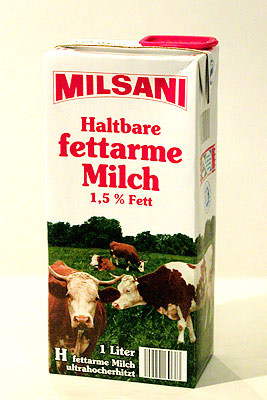 MILSANI
Haltbare
fettarme
Milch
1,5 % Fett
1 Liter
H fettarme Milch
ultrahocherhitzt